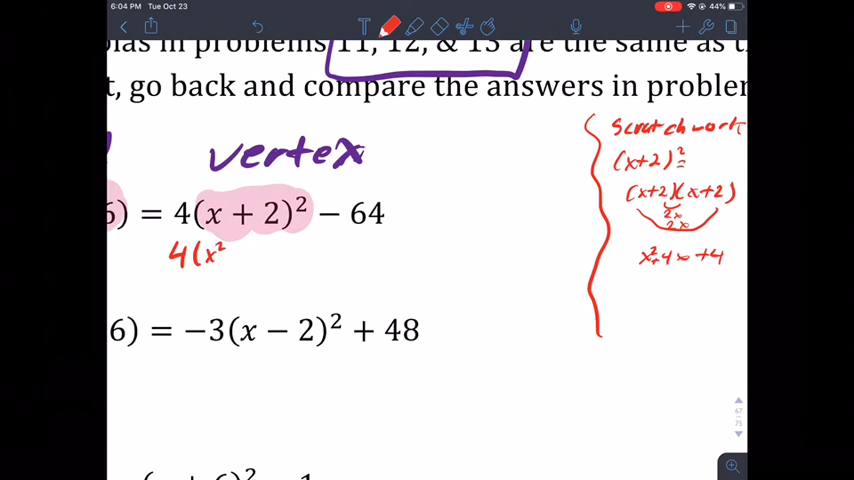 6:04 PM Tue Oct 23
44%
in problems 11, 12, & 13 are the same as
go back and compare the answers in
vertex
6) = 4(x + 2)² − 64
4(x²
6) = −3(x − 2)² + 48
Scratch work
(x+2)² =
(x+2)(x+2)
2x
2x
x²+4x+4
67
75